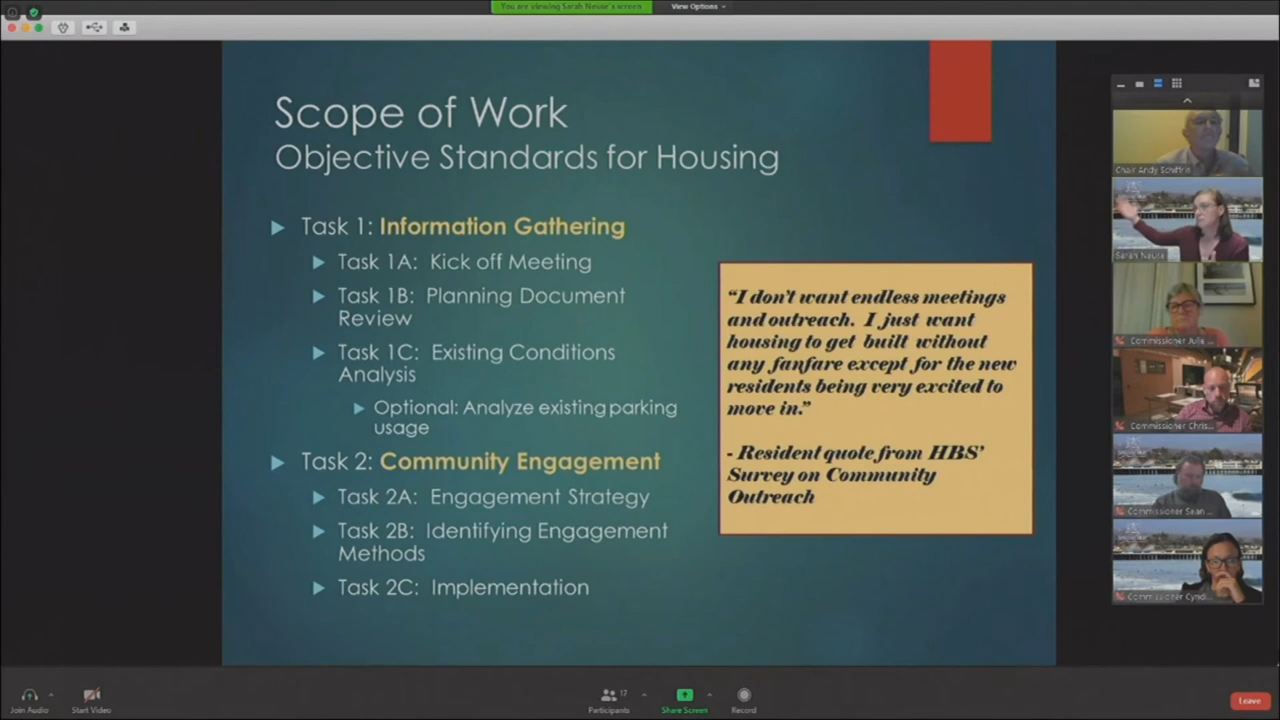 You are viewing Sarah Neuse's screen
View Options
Scope of Work
Objective Standards for Housing
Task 1: Information Gathering
Task 1A: Kick off Meeting
Task 1B: Planning Document
Review
Task 1C: Existing Conditions
Analysis
Optional: Analyze existing parking
usage
Task 2: Community Engagement
Task 2A: Engagement Strategy
Task 2B: Identifying Engagement
Methods
Task 2C: Implementation
"I don't want endless meetings
and outreach. I just want
housing to get built without
any fanfare except for the new
residents being very excited to
move in."
- Resident quote from HBS'
Survey on Community
Outreach
Chair Andy Schiffrin
Sarah Neuse
Commissioner Julie ...
Commissioner Chris...
Commissioner Sean ...
Commissioner Cynd...
Join Audio
Start Video
Participants
17
Share Screen
Record
Leave